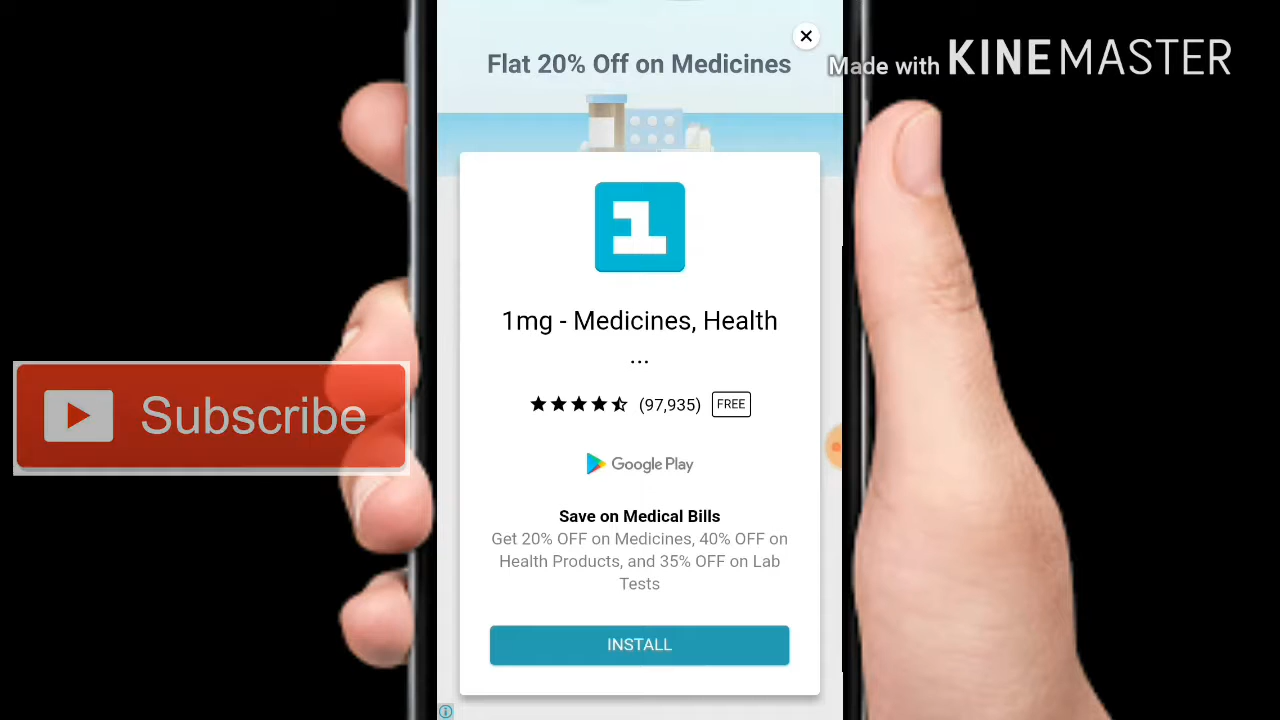 Flat 20% Off on Medicines
Made with KINEMASTER
1
1mg - Medicines, Health
...
(97,935) FREE
Google Play
Subscribe
Save on Medical Bills
Get 20% OFF on Medicines, 40% OFF on
Health Products, and 35% OFF on Lab
Tests
INSTALL